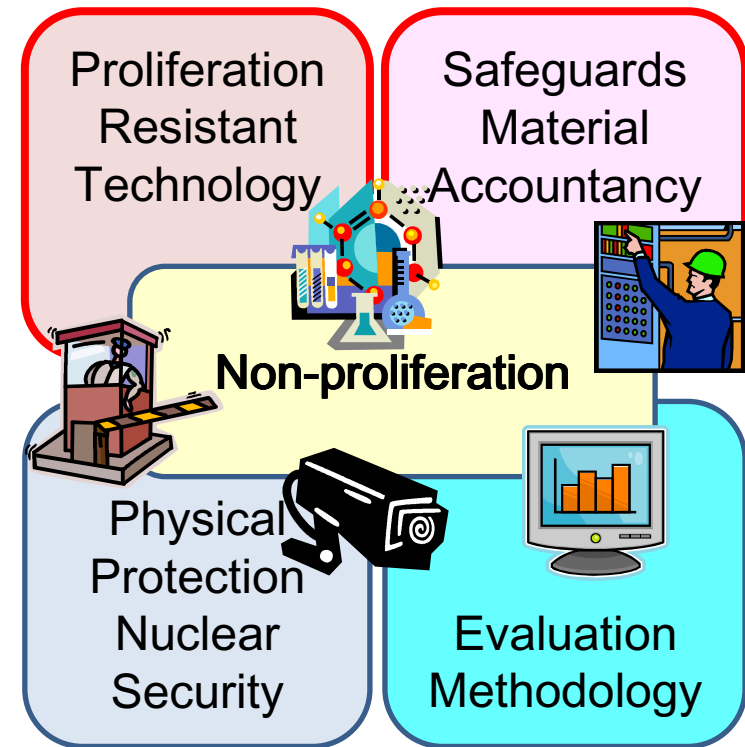 Proliferation
Resistant
Technology
Safeguards
Material
Accountancy
Non-proliferation
Physical
Protection
Nuclear
Security
Evaluation
Methodology